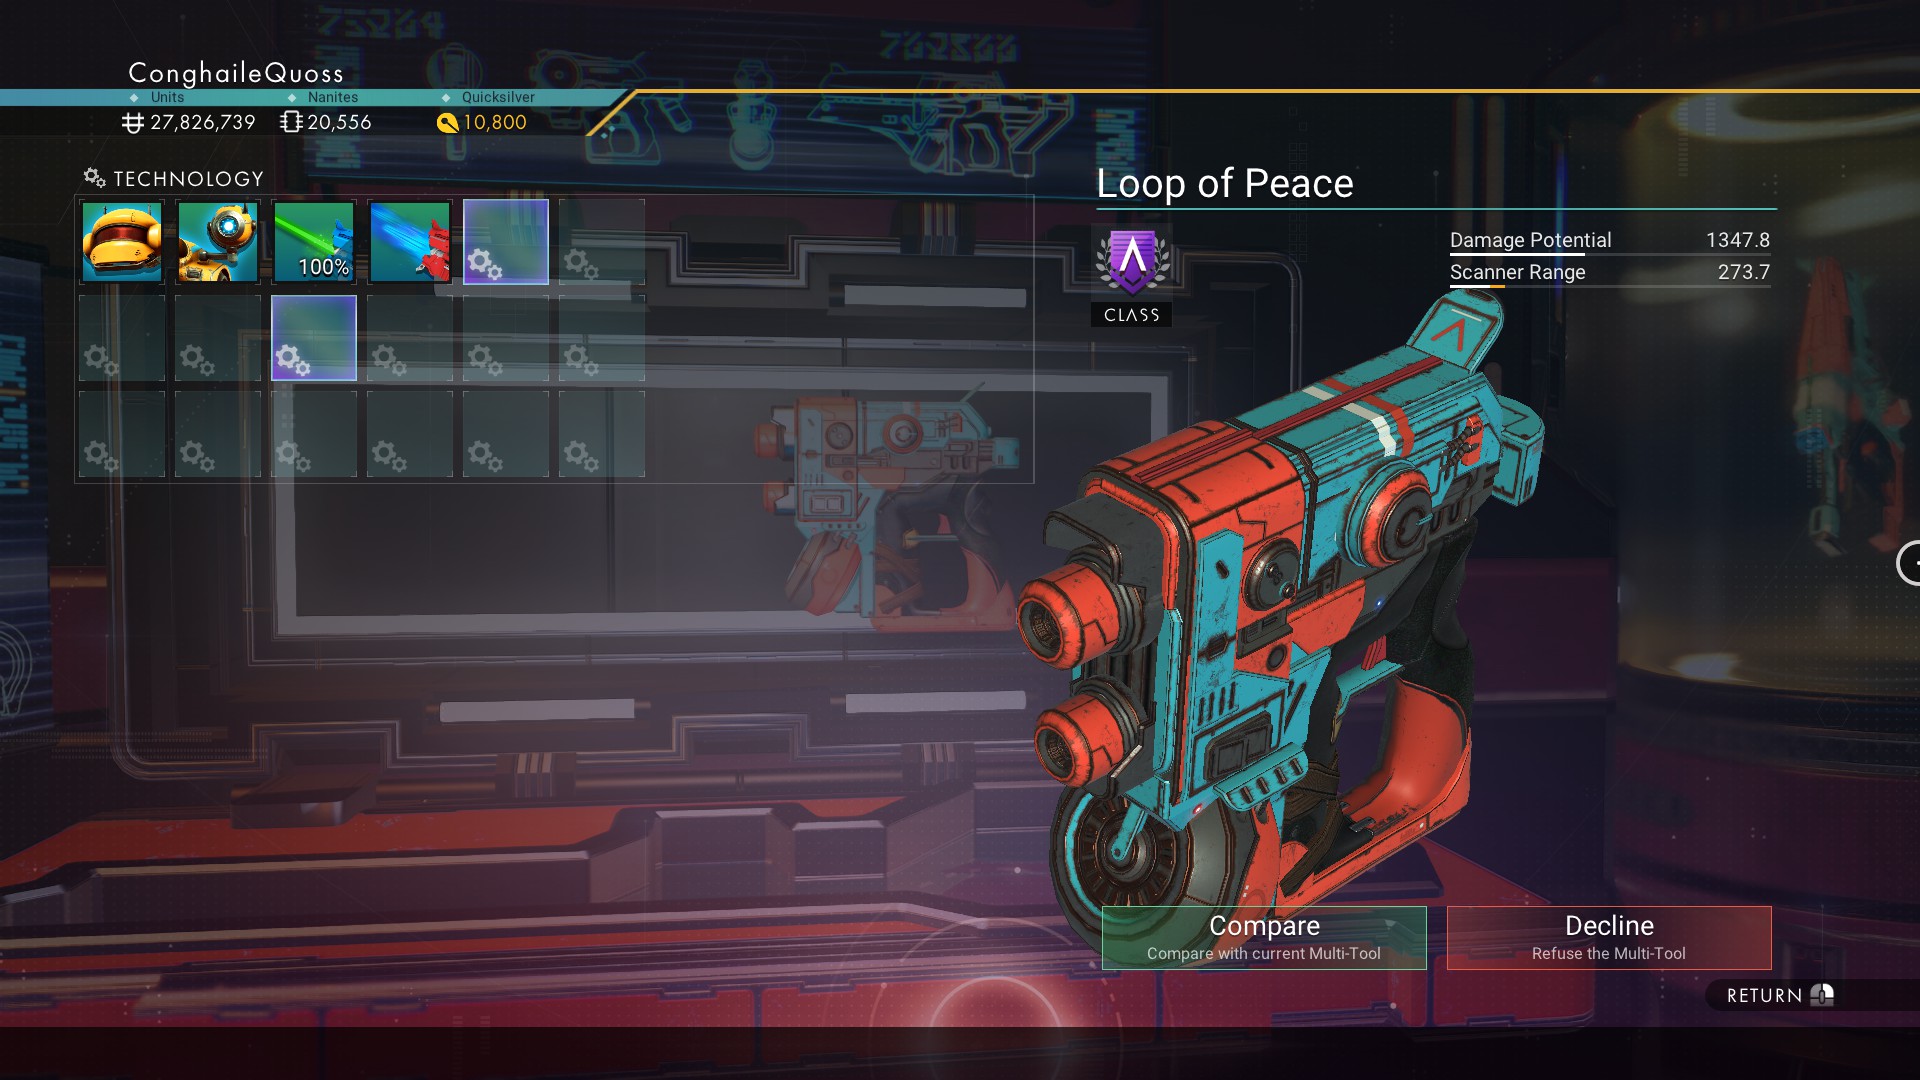 ConghaileQuoss
Units Nanites Quicksilver
27,826,739 20,556 10,800
TECHNOLOGY
100%
Loop of Peace
Damage Potential 1347.8
Scanner Range 273.7
CLASS
Compare
Compare with current Multi-Tool
Decline
Refuse the Multi-Tool
RETURN